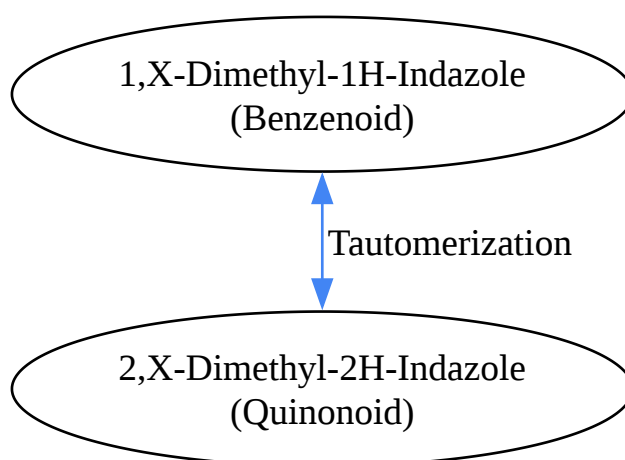 1,X-Dimethyl-1H-Indazole
(Benzenoid)
Tautomerization
2,X-Dimethyl-2H-Indazole
(Quinonoid)